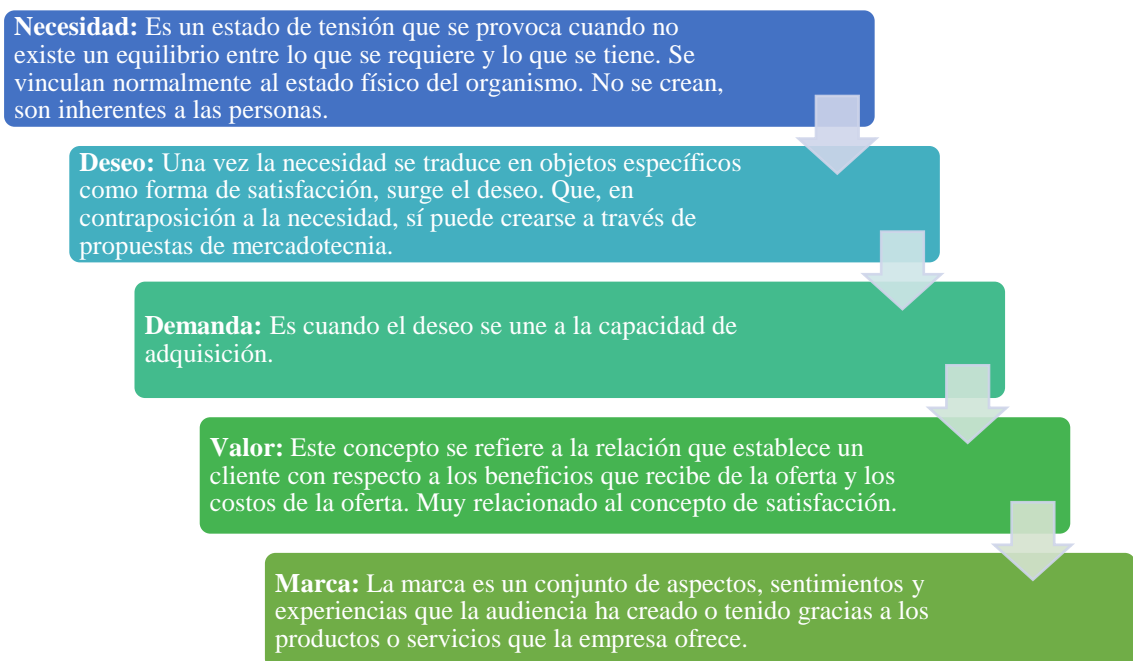 Necesidad: Es un estado de tensión que se provoca cuando no
existe un equilibrio entre lo que se requiere y lo que se tiene. Se
vinculan normalmente al estado físico del organismo. No se crean,
son inherentes a las personas.
Deseo: Una vez la necesidad se traduce en objetos específicos
como forma de satisfacción, surge el deseo. Que, en
contraposición a la necesidad, sí puede crearse a través de
propuestas de mercadotecnia.
Demanda: Es cuando el deseo se une a la capacidad de
adquisición.
Valor: Este concepto se refiere a la relación que establece un
cliente con respecto a los beneficios que recibe de la oferta y los
costos de la oferta. Muy relacionado al concepto de satisfacción.
Marca: La marca es un conjunto de aspectos, sentimientos y
experiencias que la audiencia ha creado o tenido gracias a los
productos o servicios que la empresa ofrece.